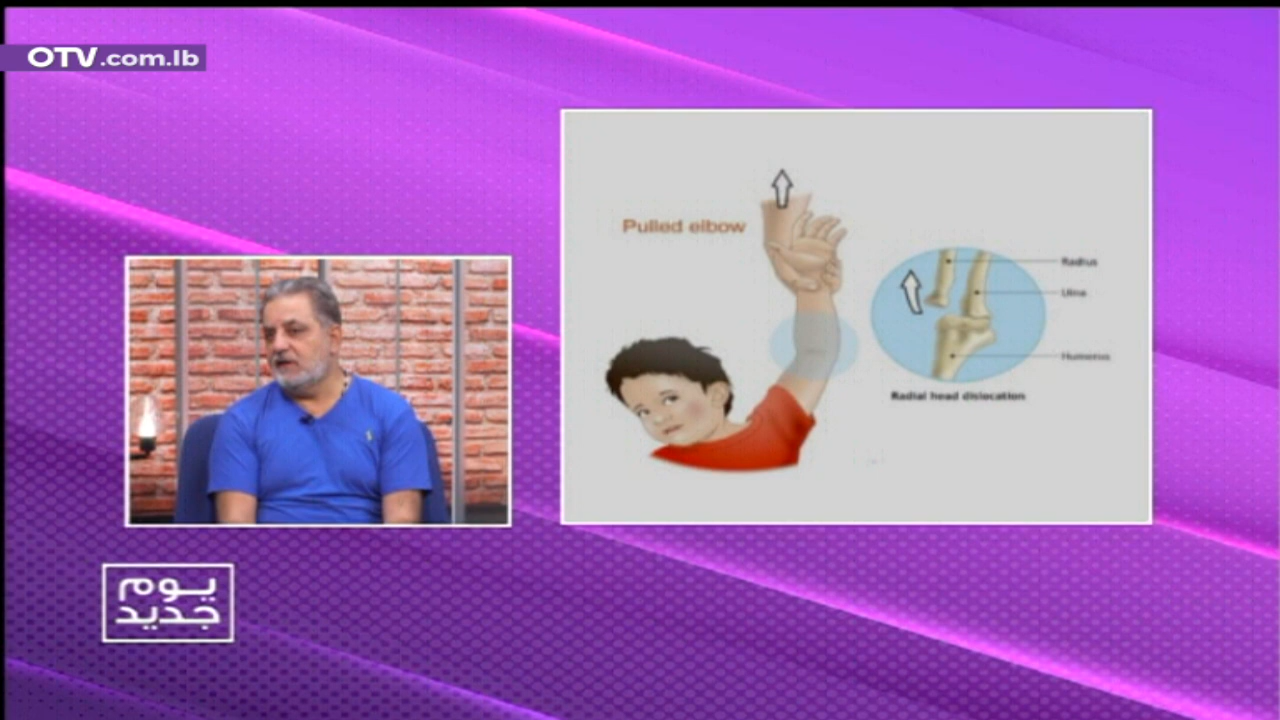 OTV.com.lb
Pulled elbow
Radius
Ulna
Humerus
Radial head dislocation
يوم
جديد